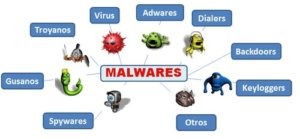 Virus
Adwares
Dialers
Troyanos
Backdoors
MALWARES
Gusanos
Keyloggers
Spywares
Otros